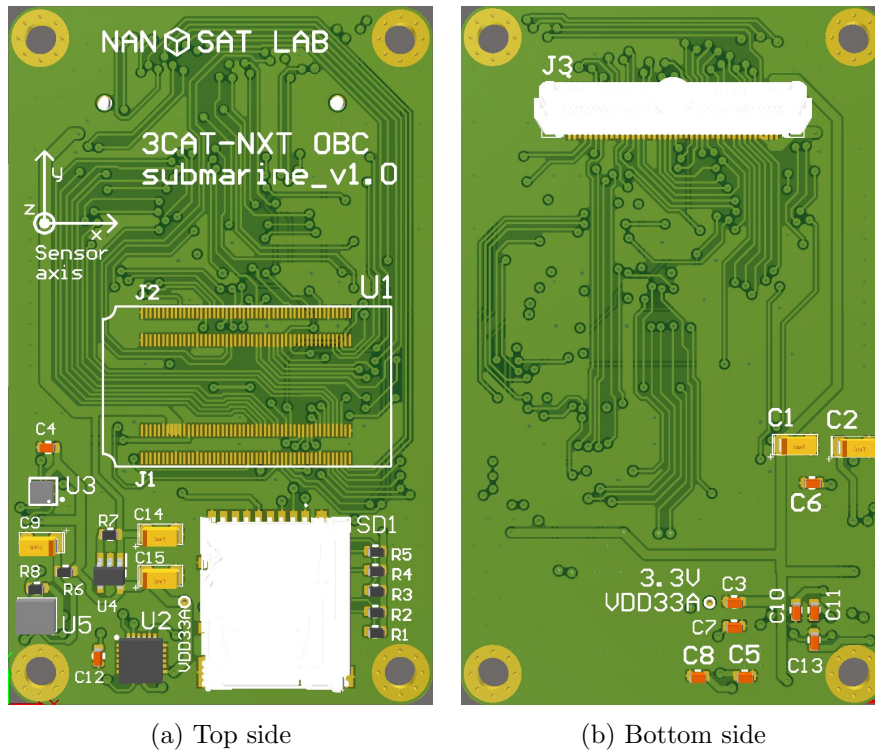 NANOSAT LAB
3CAT-NXT OBC
submarine_v1.0
y
z
x
Sensor
axis
J2
U1
J1
C4
U3
C9
R7
C14
C15
SD1
R8
R6
U4
U5
U2
C12
VDD33A
R5
R4
R3
R2
R1
(a) Top side
J3
C1
C2
C6
3.3V
VDD33A
C3
C7
C10
C11
C13
C8
C5
(b) Bottom side